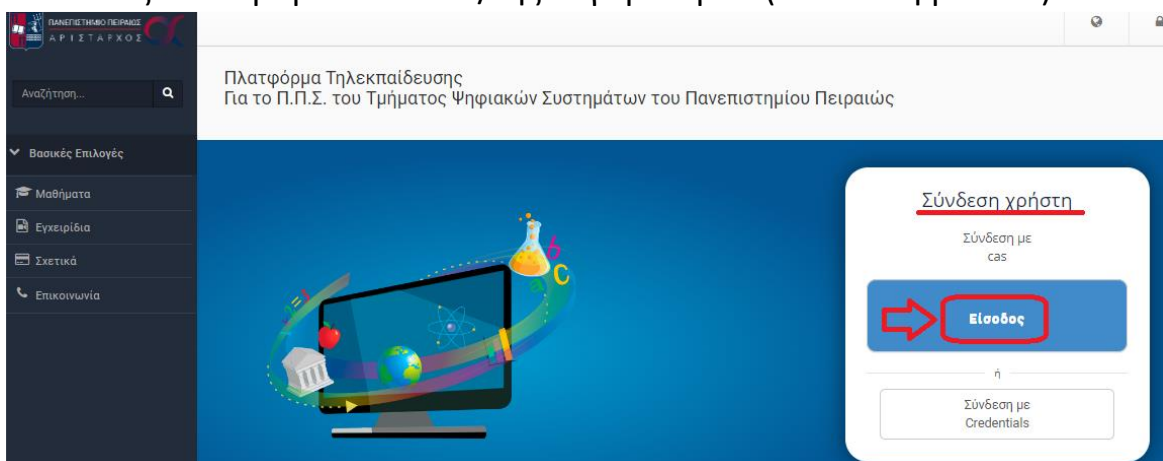 ΠΑΝΕΠΙΣΤΗΜΙΟ ΠΕΙΡΑΙΩΣ
ΑΡΙΣΤΑΡΧΟΣ
Αναζήτηση...
Πλατφόρμα Τηλεκπαίδευσης
Για το Π.Π.Σ. του Τμήματος Ψηφιακών Συστημάτων του Πανεπιστημίου Πειραιώς
Βασικές Επιλογές
Μαθήματα
Εγχειρίδια
Σχετικά
Επικοινωνία
Σύνδεση χρήστη
Σύνδεση με
cas
Είσοδος
ή
Σύνδεση με
Credentials